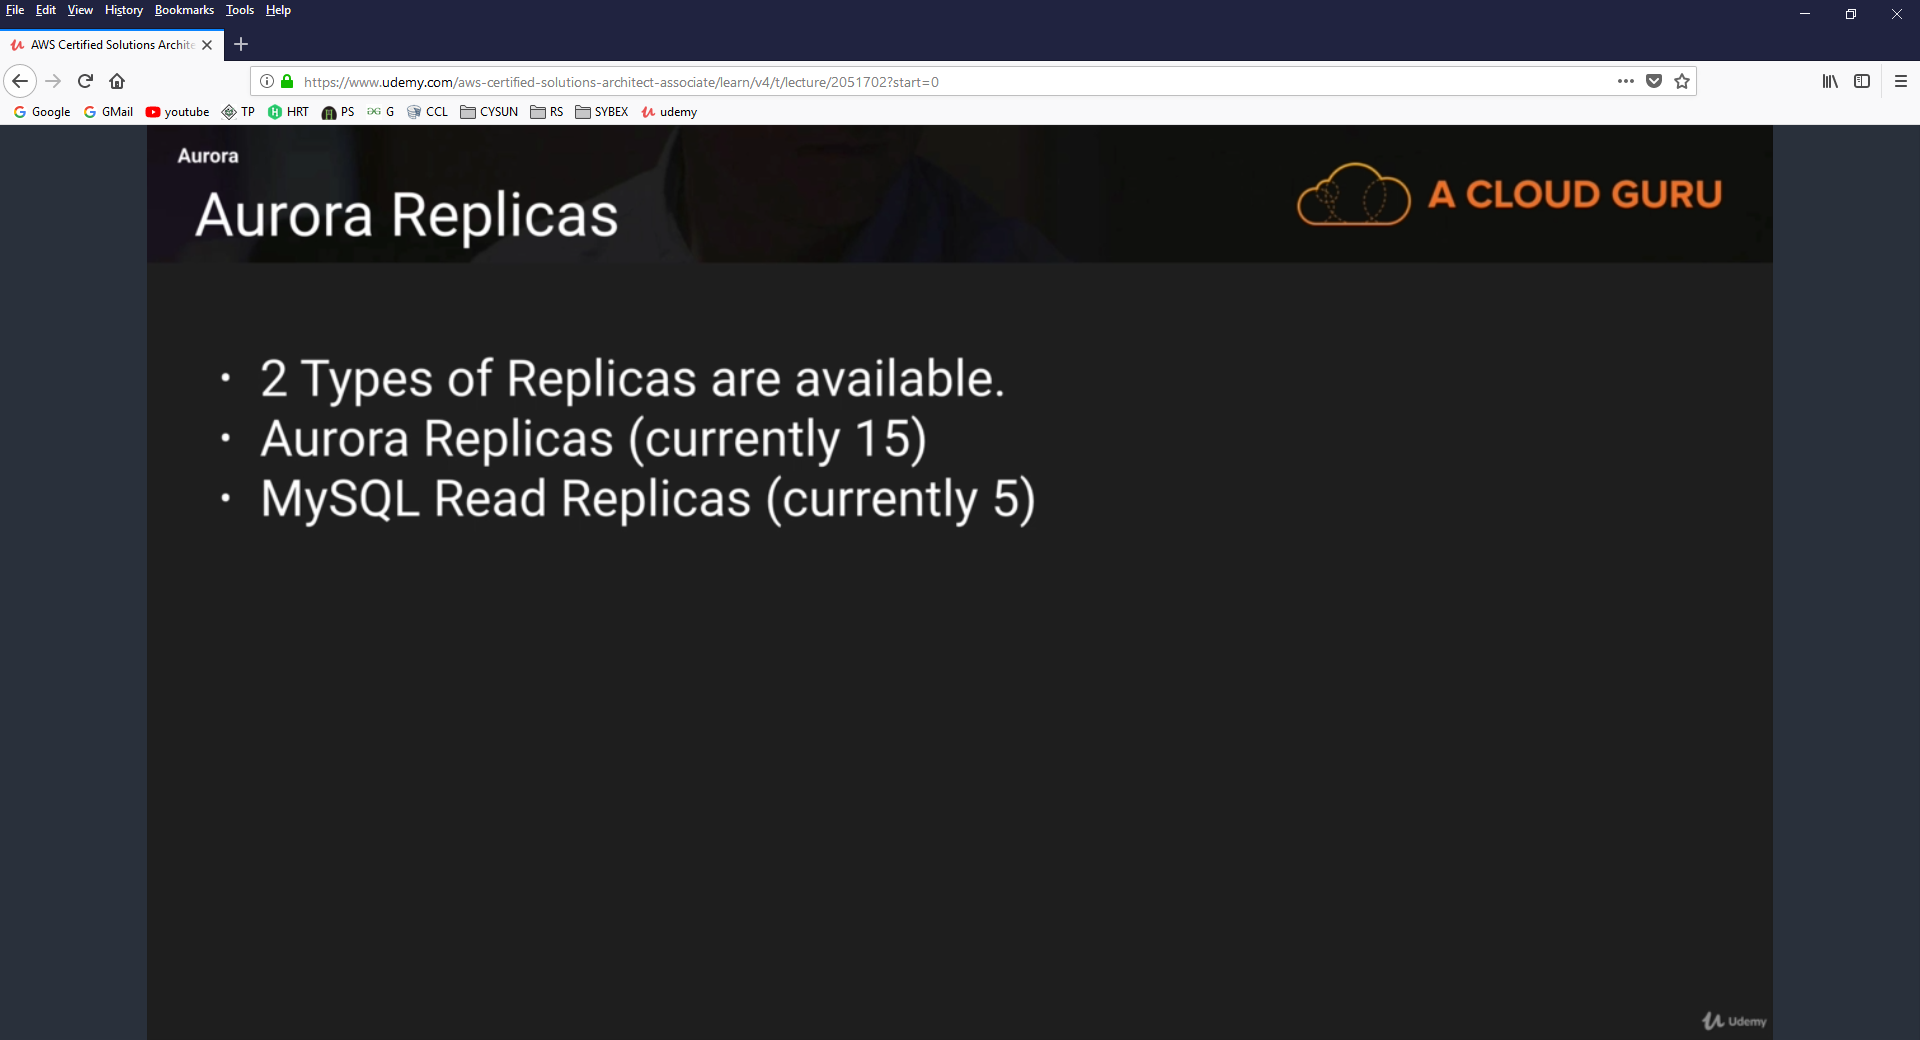 File Edit View History Bookmarks Tools Help
AWS Certified Solutions Archite
https://www.udemy.com/aws-certified-solutions-architect-associate/learn/v4/t/lecture/2051702?start=0
Google GMail youtube TP HRT PS G CCL CYSUN RS SYBEX udemy
Aurora
Aurora Replicas
A CLOUD GURU
• 2 Types of Replicas are available.
• Aurora Replicas (currently 15)
• MySQL Read Replicas (currently 5)
Udemy